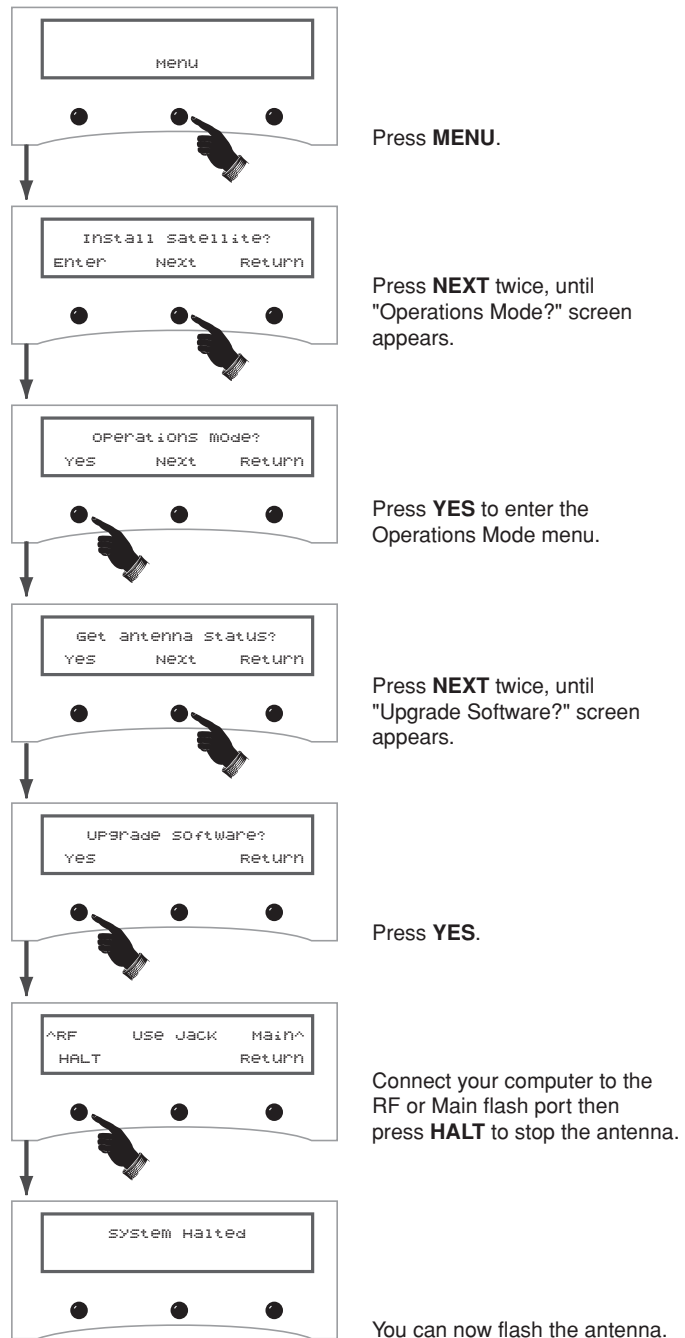 Menu
Press MENU.
Install satellite?
Enter Next Return
Press NEXT twice, until
"Operations Mode?" screen
appears.
Operations mode?
Yes Next Return
Press YES to enter the
Operations Mode menu.
Get antenna status?
Yes Next Return
Press NEXT twice, until
"Upgrade Software?" screen
appears.
Upgrade software?
Yes Return
Press YES.
^RF Use Jack Main^
HALT Return
Connect your computer to the
RF or Main flash port then
press HALT to stop the antenna.
System Halted
You can now flash the antenna.